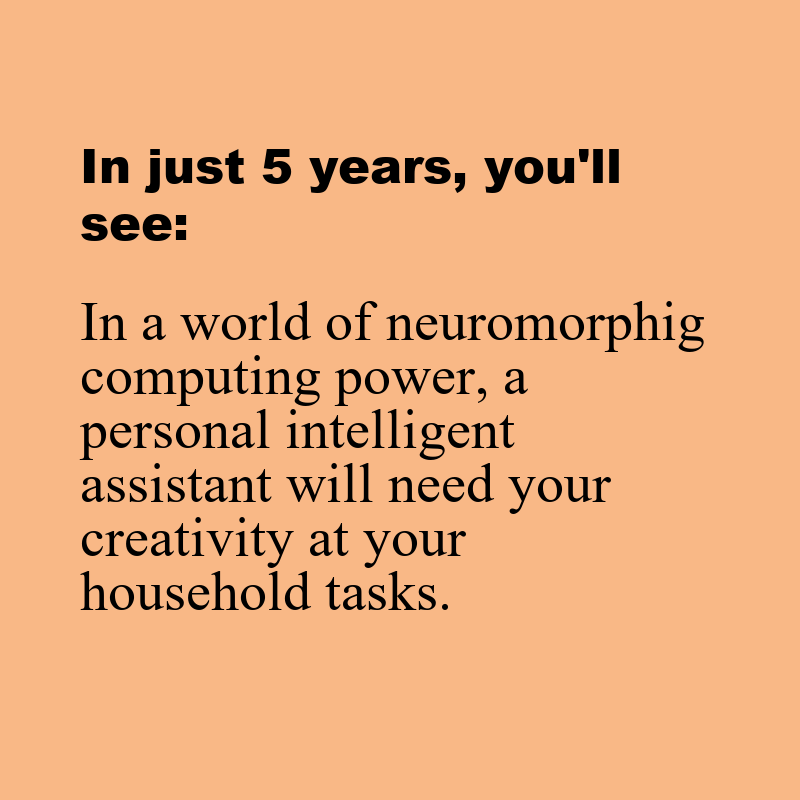 In just 5 years, you'll
see:
In a world of neuromorphig
computing power, a
personal intelligent
assistant will need your
creativity at your
household tasks.